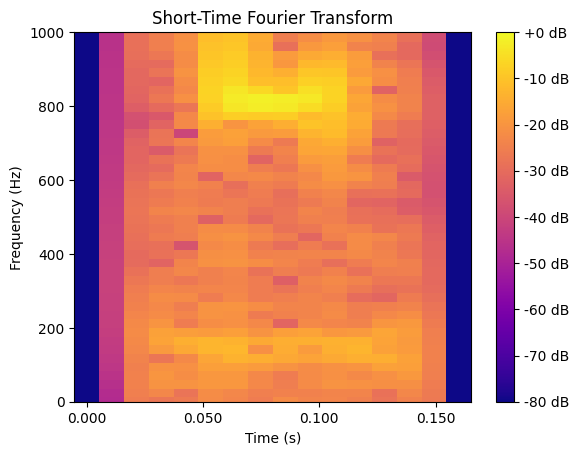 Short-Time Fourier Transform
1000
800
600
400
200
0
Frequency (Hz)
0.000
0.050
0.100
0.150
Time (s)
+0 dB
-10 dB
-20 dB
-30 dB
-40 dB
-50 dB
-60 dB
-70 dB
-80 dB